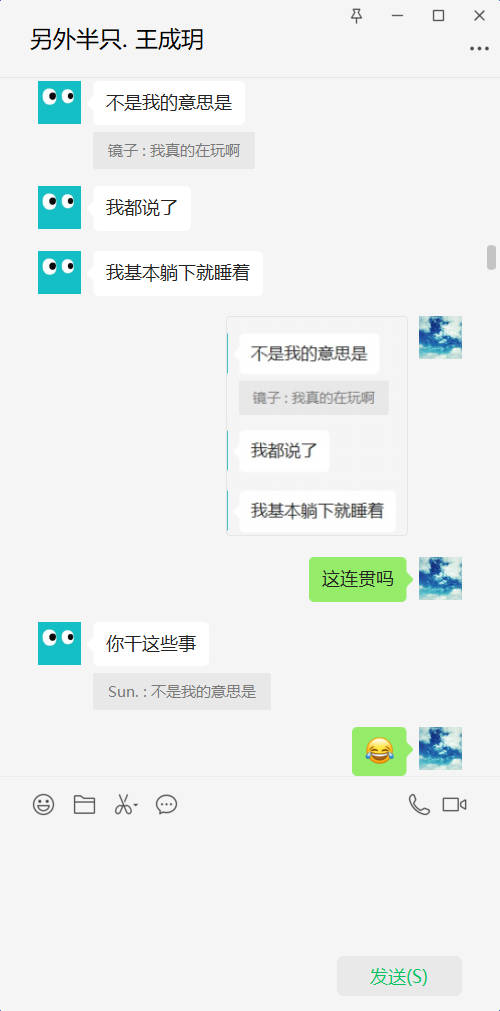 另外半只. 王成玥
不是我的意思是
镜子 : 我真的在玩啊
我都说了
我基本躺下就睡着
不是我的意思是
镜子 : 我真的在玩啊
我都说了
我基本躺下就睡着
这连贯吗
你干这些事
Sun. : 不是我的意思是
发送(S)